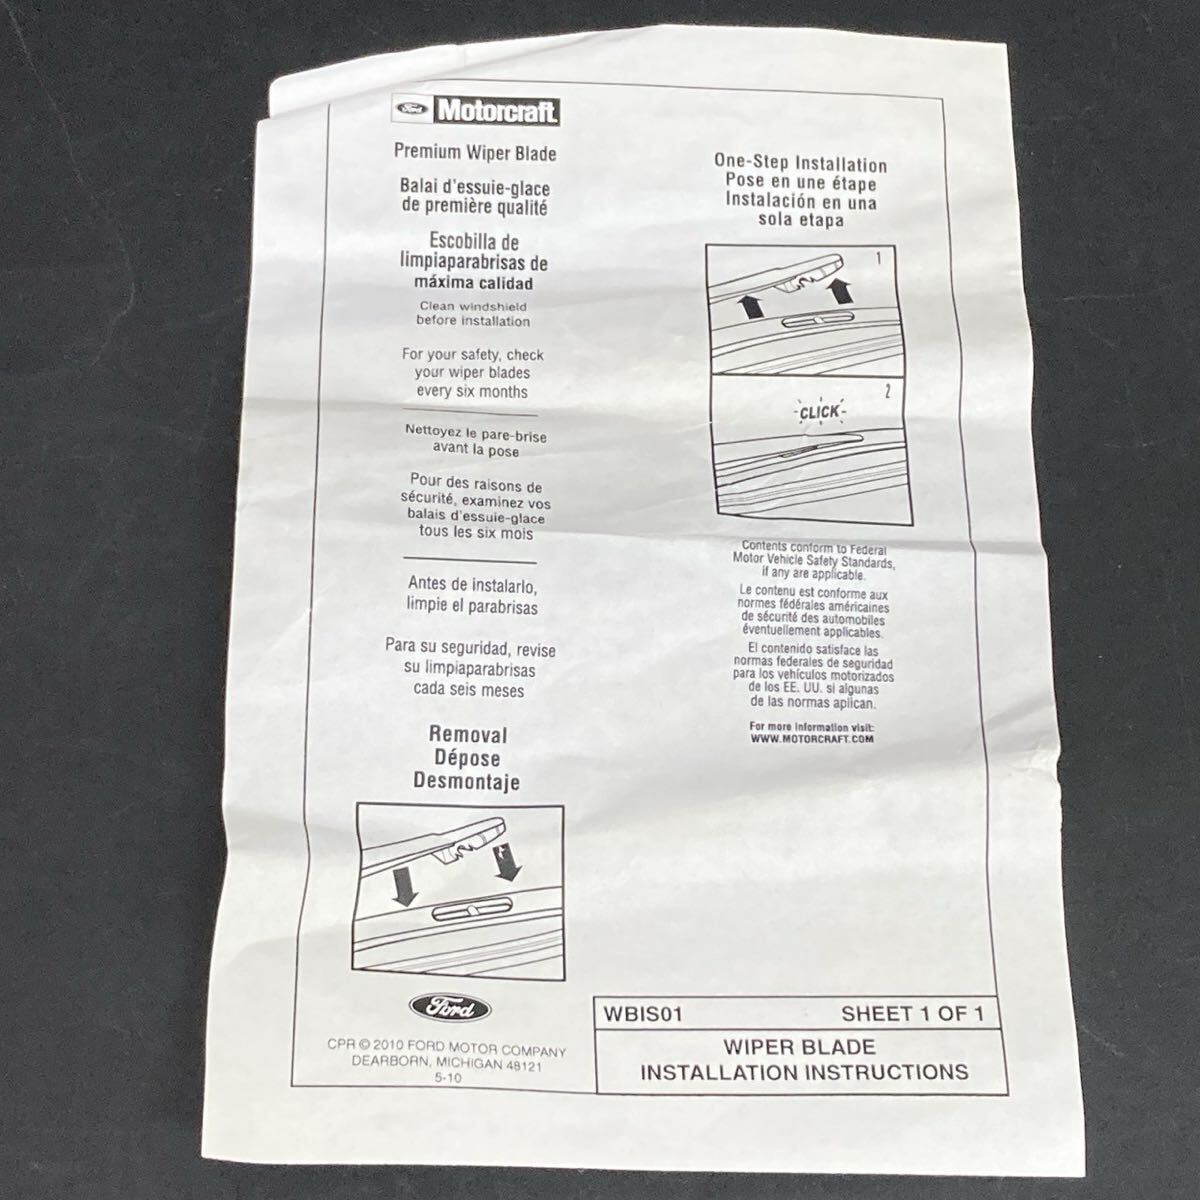 Ford Motorcraft
Premium Wiper Blade
Balai d'essuie-glace
de première qualité
Escobilla de
limpiaparabrisas de
máxima calidad
Clean windshield
before installation
For your safety, check
your wiper blades
every six months
Nettoyez le pare-brise
avant la pose
Pour des raisons de
sécurité, examinez vos
balais d'essuie-glace
tous les six mois
Antes de instalarlo,
limpie el parabrisas
Para su seguridad, revise
su limpiaparabrisas
cada seis meses
Removal
Dépose
Desmontaje
Ford
CPR © 2010 FORD MOTOR COMPANY
DEARBORN, MICHIGAN 48121
5-10
One-Step Installation
Pose en une étape
Instalación en una
sola etapa
1
2
CLICK
Contents conform to Federal
Motor Vehicle Safety Standards,
if any are applicable.
Le contenu est conforme aux
normes fédérales américaines
de sécurité des automobiles
éventuellement applicables.
El contenido satisface las
normas federales de seguridad
para los vehículos motorizados
de los EE. UU. si algunas
de las normas aplican.
For more information visit:
WWW.MOTORCRAFT.COM
WBIS01 SHEET 1 OF 1
WIPER BLADE
INSTALLATION INSTRUCTIONS